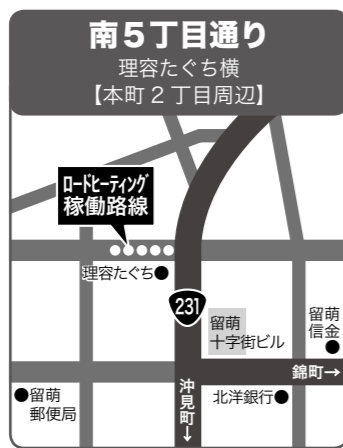 南5丁目通り
理容たぐち横
【本町2丁目周辺】
ロードヒーティング
稼働路線
理容たぐち●
231
留萌
十字街ビル
留萌
信金
●
錦町→
●留萌
郵便局
沖見町→
北洋銀行●